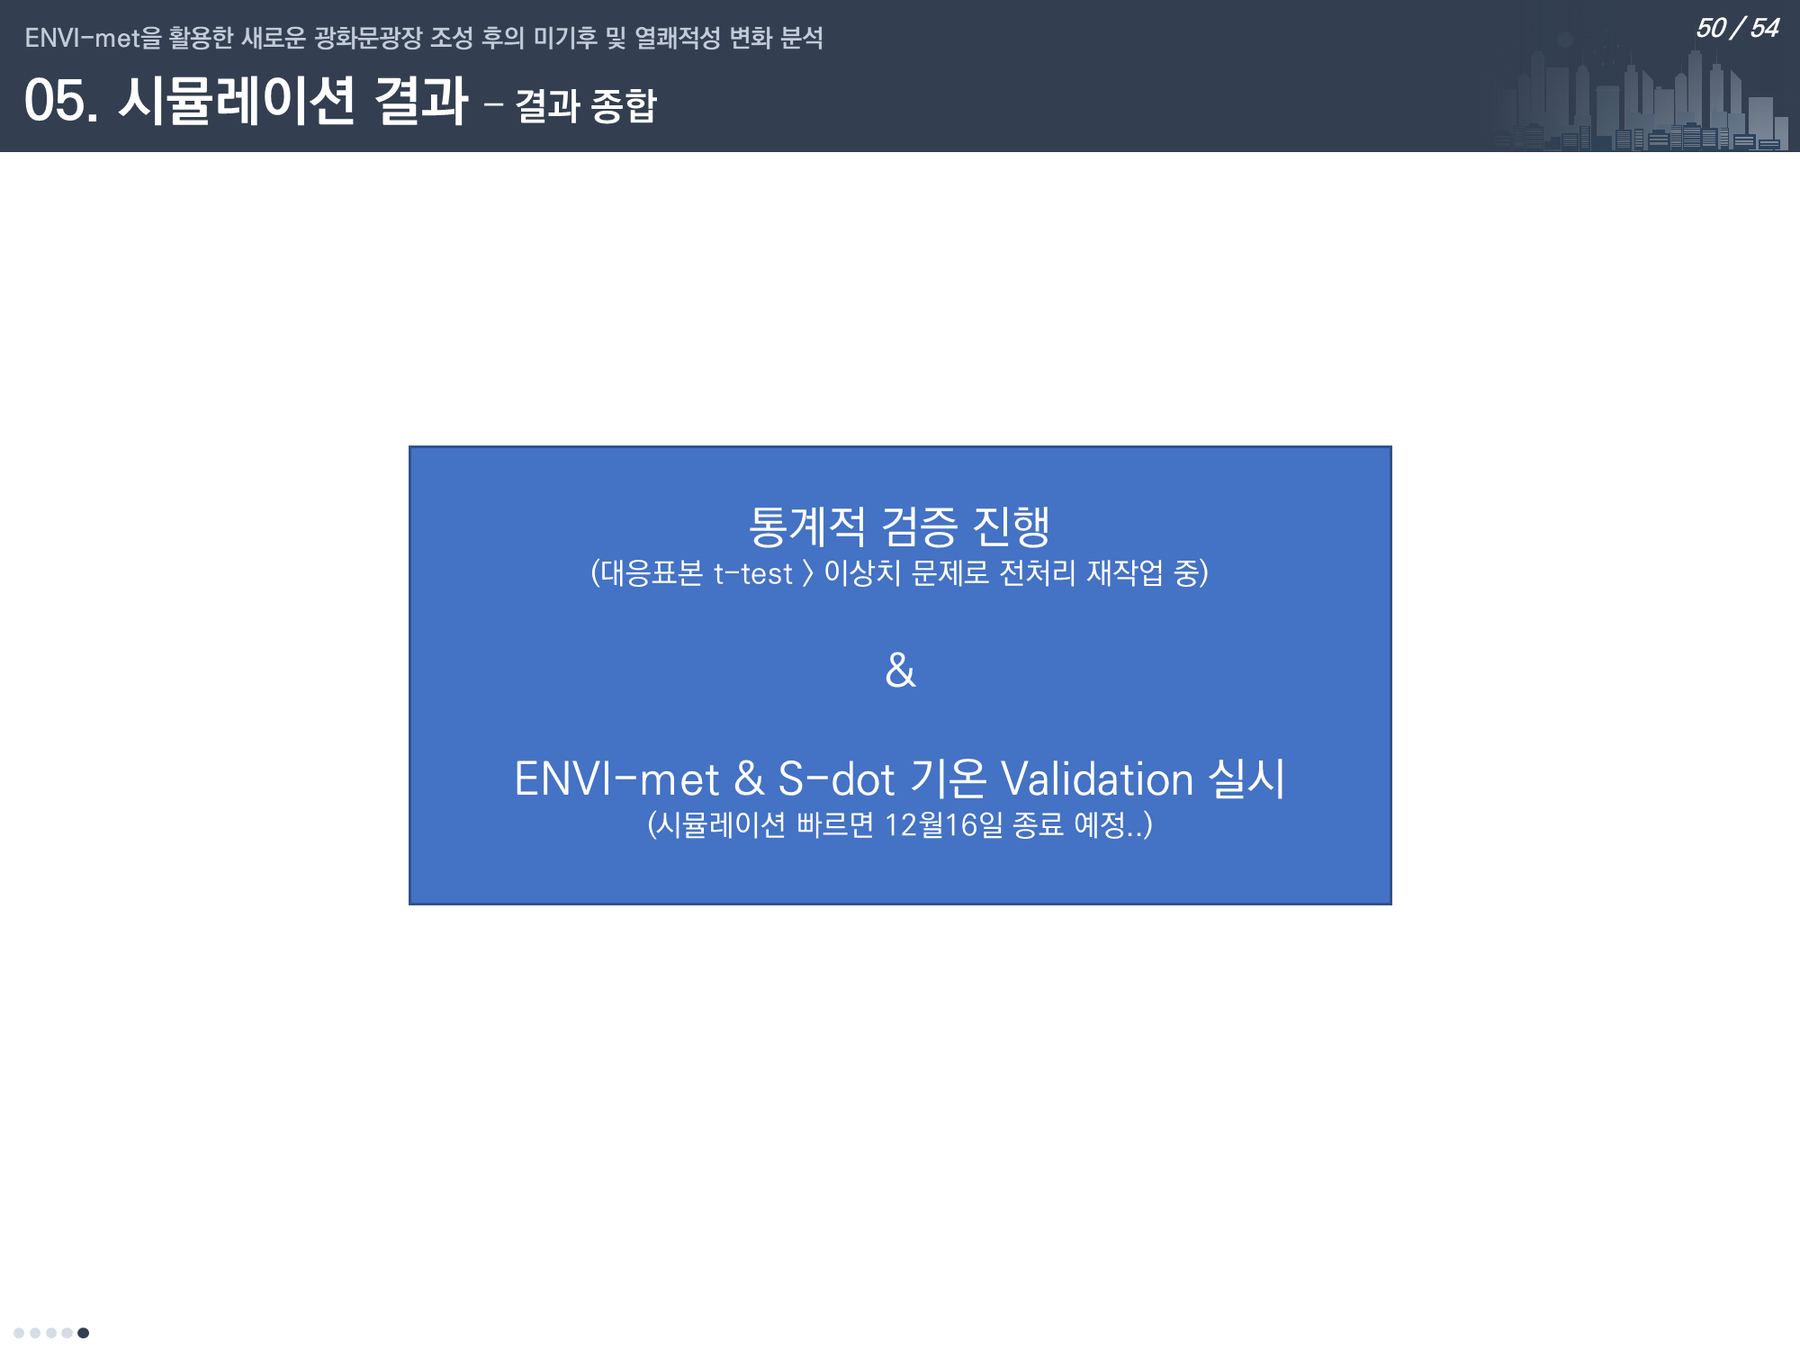 ENVI-met을 활용한 새로운 광화문광장 조성 후의 미기후 및 열쾌적성 변화 분석
50 / 54
05. 시뮬레이션 결과 - 결과 종합
통계적 검증 진행
(대응표본 t-test > 이상치 문제로 전처리 재작업 중)
&
ENVI-met & S-dot 기온 Validation 실시
(시뮬레이션 빠르면 12월16일 종료 예정..)